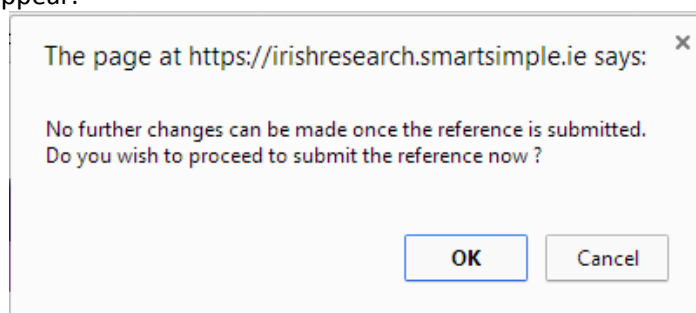 ppear:
The page at https://irishresearch.smartsimple.ie says:
×
No further changes can be made once the reference is submitted.
Do you wish to proceed to submit the reference now ?
OK
Cancel